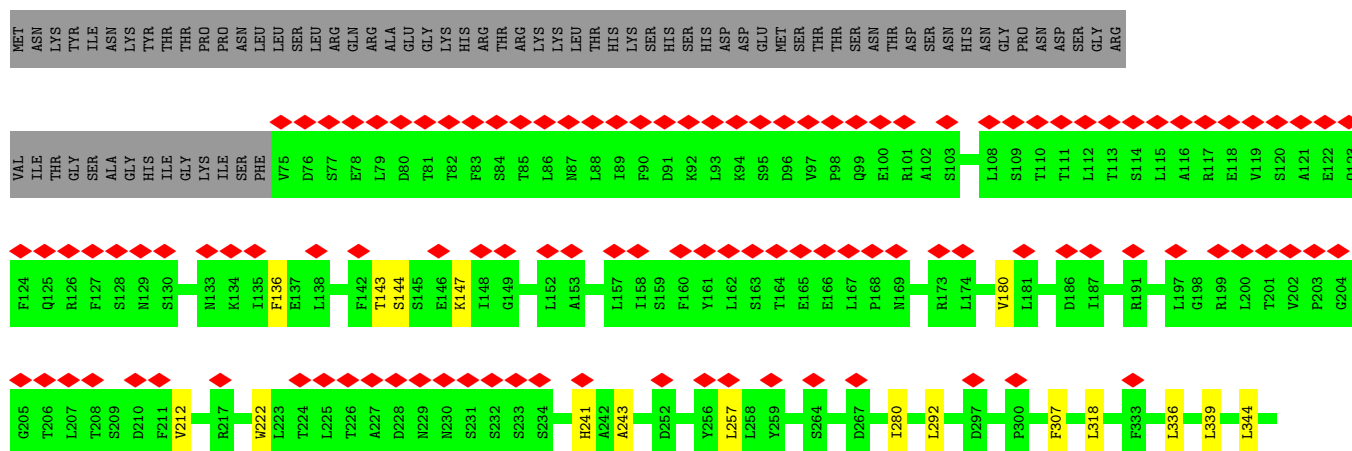 MET ASN LYS TYR ILE ASN LYS TYR THR THR PRO PRO ASN LEU LEU SER LEU ARG GLN ARG ALA GLU GLY LYS HIS ARG THR ARG LYS LYS LEU THR HIS LYS SER HIS SER HIS ASP ASP GLU MET SER THR THR SER ASN THR ASP SER ASN HIS ASN GLY PRO ASN ASP SER GLY ARG
VAL ILE THR GLY SER ALA GLY HIS ILE GLY LYS ILE SER PHE V75 D76 S77 E78 L79 D80 T81 T82 F83 S84 T85 L86 N87 L88 I89 F90 D91 K92 L93 K94 S95 D96 V97 P98 Q99 E100 R101 A102 S103 L108 S109 T110 T111 L112 T113 S114 L115 A116 R117 E118 V119 S120 A121 E122 Q123
F124 Q125 R126 F127 S128 N129 S130 N133 K134 I135 F136 E137 L138 F142 T143 S144 S145 E146 K147 I148 G149 L152 A153 L157 I158 S159 F160 Y161 L162 S163 T164 E165 E166 L167 P168 N169 R173 L174 V180 L181 D186 I187 R191 L197 G198 R199 L200 T201 V202 P203 G204
G205 T206 L207 T208 S209 D210 F211 V212 R217 W222 L223 T224 L225 T226 A227 D228 N229 N230 S231 S232 S233 S234 H241 A242 A243 D252 Y256 L257 L258 Y259 S264 D267 I280 L292 D297 P300 F307 L318 F333 L336 L339 L344